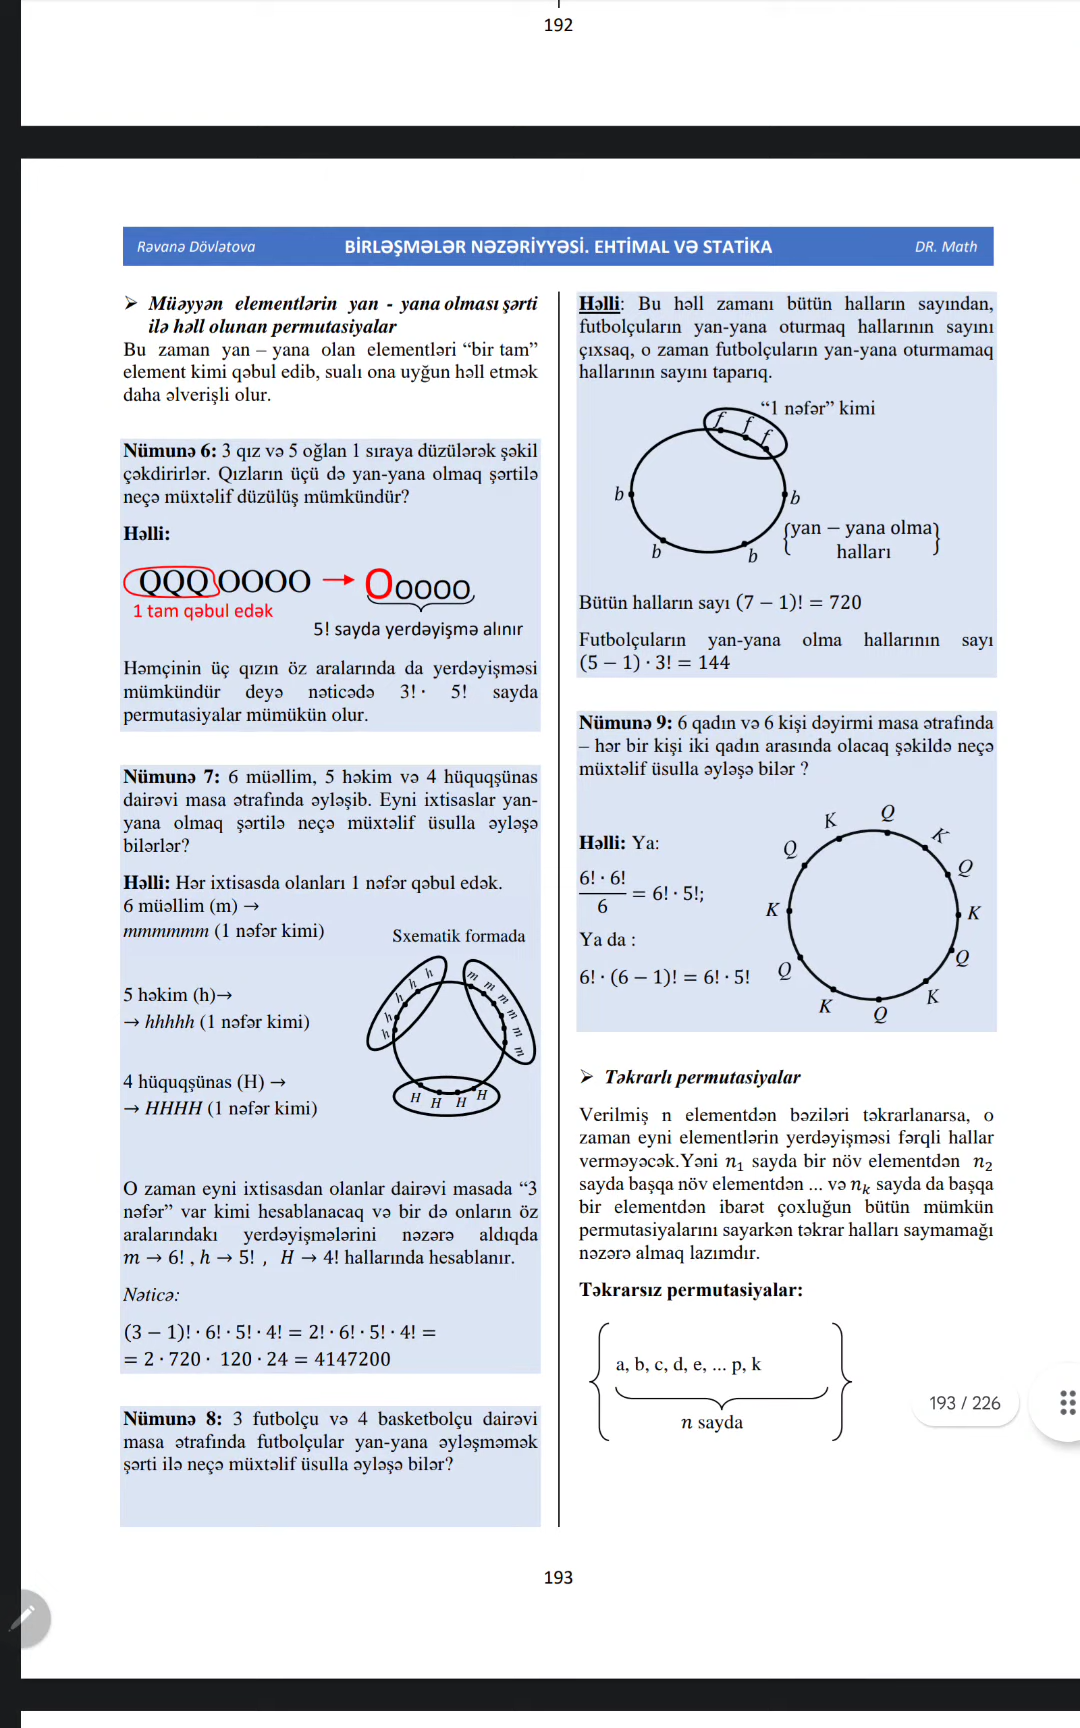 192
Rəvanə Dövlətova BİRLƏŞMƏLƏR NƏZƏRİYYƏSİ. EHTİMAL VƏ STATİKA DR. Math
➢ Müəyyən elementlərin yan - yana olması şərti
ilə həll olunan permutasiyalar
Bu zaman yan – yana olan elementləri “bir tam”
element kimi qəbul edib, sualı ona uyğun həll etmək
daha əlverişli olur.
Nümunə 6: 3 qız və 5 oğlan 1 sıraya düzülərək şəkil
çəkdirirlər. Qızların üçü də yan-yana olmaq şərtilə
neçə müxtəlif düzülüş mümkündür?
Həlli:
QQQOOOO → Ooooo
1 tam qəbul edək
5! sayda yerdəyişmə alınır
Həmçinin üç qızın öz aralarında da yerdəyişməsi
mümkündür deyə nəticədə 3! · 5! sayda
permutasiyalar mümükün olur.
Nümunə 7: 6 müəllim, 5 həkim və 4 hüquqşünas
dairəvi masa ətrafında əyləşib. Eyni ixtisaslar yan-
yana olmaq şərtilə neçə müxtəlif üsulla əyləşə
bilərlər?
Həlli: Hər ixtisasda olanları 1 nəfər qəbul edək.
6 müəllim (m) →
mmmmmm (1 nəfər kimi)
Sxematik formada
h h h h h
m m m m m m
H H H H
5 həkim (h)→
→ hhhhh (1 nəfər kimi)
4 hüquqşünas (H) →
→ HHHH (1 nəfər kimi)
O zaman eyni ixtisasdan olanlar dairəvi masada “3
nəfər” var kimi hesablanacaq və bir də onların öz
aralarındakı yerdəyişmələrini nəzərə aldıqda
m → 6! , h → 5! , H → 4! hallarında hesablanır.
Nəticə:
(3 − 1)! · 6! · 5! · 4! = 2! · 6! · 5! · 4! =
= 2 · 720 · 120 · 24 = 4147200
Nümunə 8: 3 futbolçu və 4 basketbolçu dairəvi
masa ətrafında futbolçular yan-yana əyləşməmək
şərti ilə neçə müxtəlif üsulla əyləşə bilər?
Həlli: Bu həll zamanı bütün halların sayından,
futbolçuların yan-yana oturmaq hallarının sayını
çıxsaq, o zaman futbolçuların yan-yana oturmamaq
hallarının sayını taparıq.
“1 nəfər” kimi
f f f
b b
b b
{yan – yana olma
halları}
Bütün halların sayı (7 − 1)! = 720
Futbolçuların yan-yana olma hallarının sayı
(5 − 1) · 3! = 144
Nümunə 9: 6 qadın və 6 kişi dəyirmi masa ətrafında
– hər bir kişi iki qadın arasında olacaq şəkildə neçə
müxtəlif üsulla əyləşə bilər ?
Həlli: Ya:
6! · 6!
6
= 6! · 5!;
Ya da :
6! · (6 − 1)! = 6! · 5!
K Q K Q K Q K Q K Q K Q
➢ Təkrarlı permutasiyalar
Verilmiş n elementdən bəziləri təkrarlanarsa, o
zaman eyni elementlərin yerdəyişməsi fərqli hallar
verməyəcək.Yəni n₁ sayda bir növ elementdən n₂
sayda başqa növ elementdən ... və nₖ sayda da başqa
bir elementdən ibarət çoxluğun bütün mümkün
permutasiyalarını sayarkən təkrar halları saymamağı
nəzərə almaq lazımdır.
Təkrarsız permutasiyalar:
{a, b, c, d, e, ... p, k}
n sayda
193 / 226
193